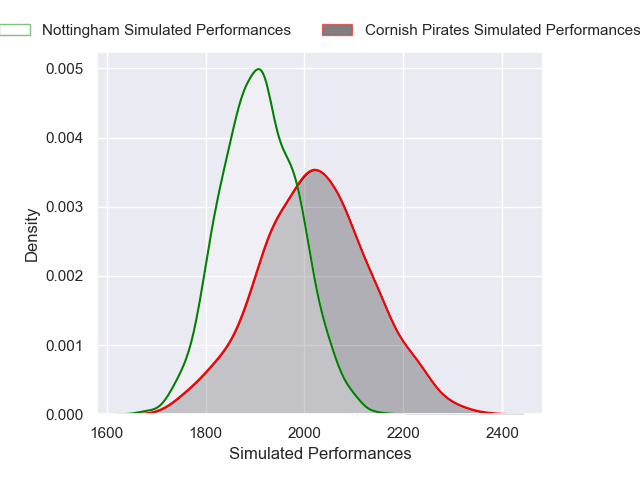 Nottingham Simulated Performances Cornish Pirates Simulated Performances
0.005
0.004
0.003
0.002
0.001
0.000
Density
1600 1800 2000 2200 2400
Simulated Performances